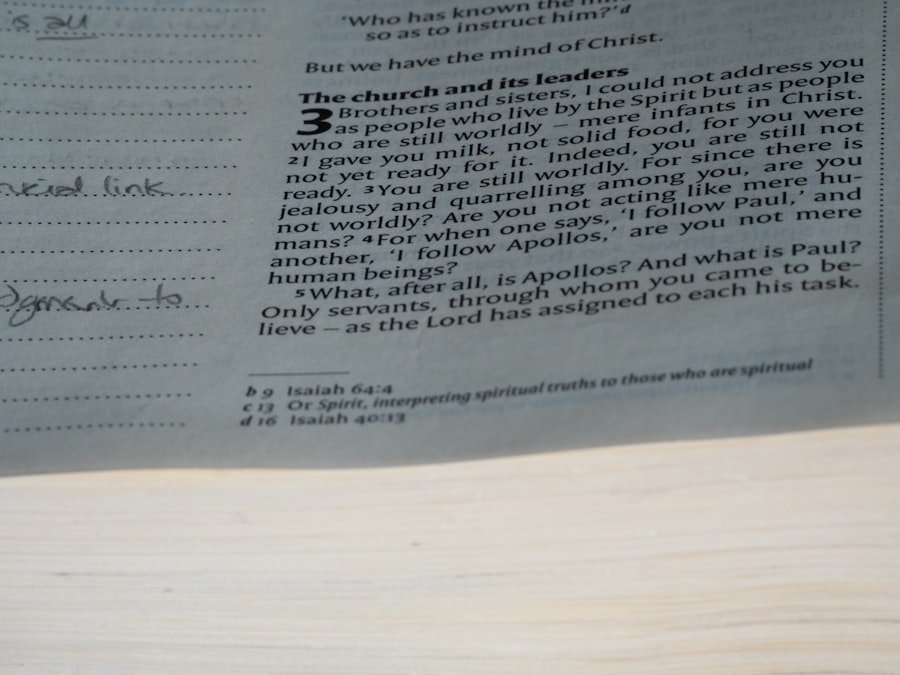 is all
link
to
'Who has known the mind
so as to instruct him?'d
But we have the mind of Christ.
The church and its leaders
3 Brothers and sisters, I could not address you
as people who live by the Spirit but as people
who are still worldly – mere infants in Christ.
2 I gave you milk, not solid food, for you were
not yet ready for it. Indeed, you are still not
ready. 3 You are still worldly. For since there is
jealousy and quarrelling among you, are you
not worldly? Are you not acting like mere hu-
mans? 4 For when one says, 'I follow Paul,' and
another, 'I follow Apollos,' are you not mere
human beings?
5 What, after all, is Apollos? And what is Paul?
Only servants, through whom you came to be-
lieve – as the Lord has assigned to each his task.
b 9 Isaiah 64:4
c 13 Or Spirit, interpreting spiritual truths to those who are spiritual
d 16 Isaiah 40:13